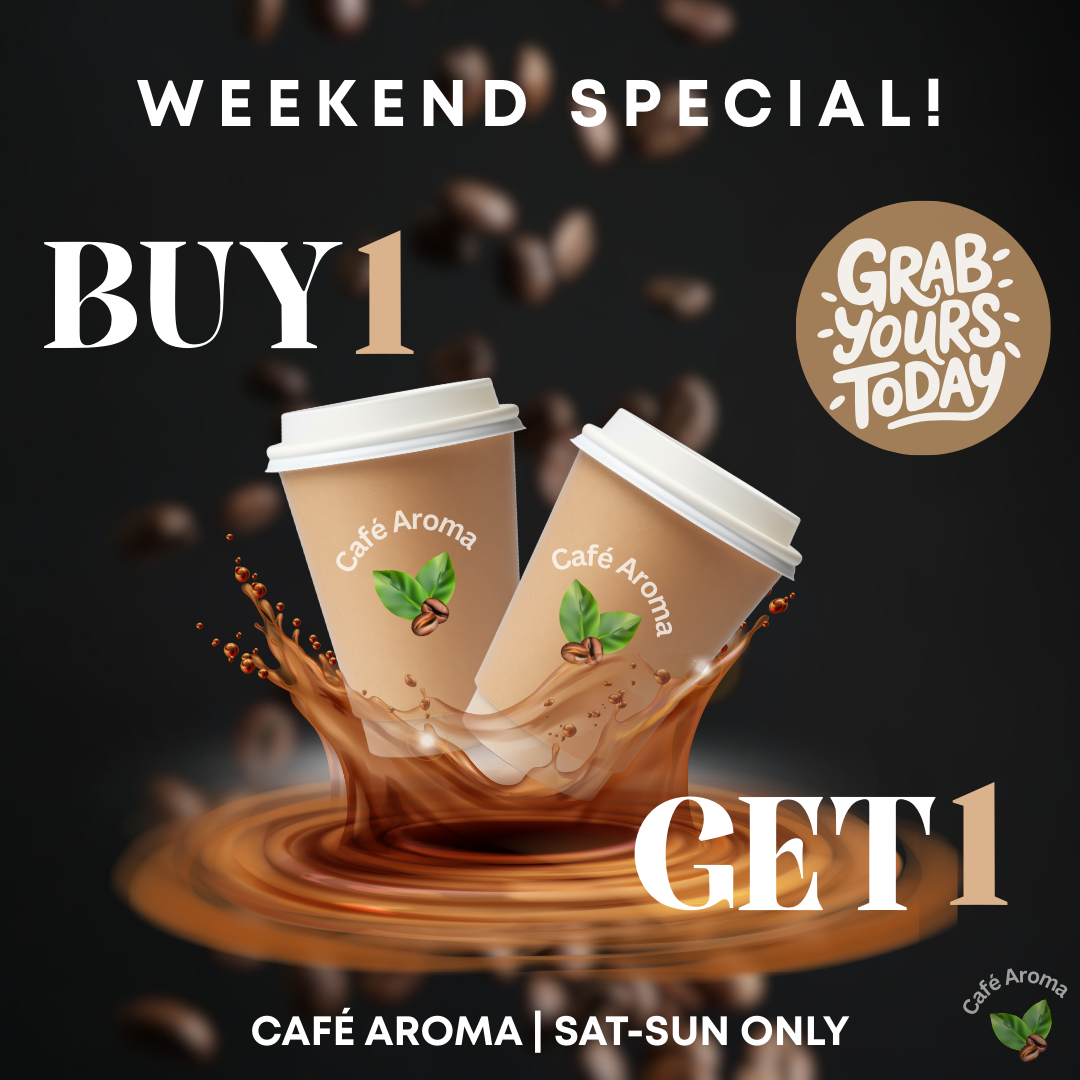 WEEKEND SPECIAL!
BUY 1
GRAB
YOURS
TODAY
Café Aroma
Café Aroma
GET 1
Café Aroma
CAFÉ AROMA | SAT-SUN ONLY